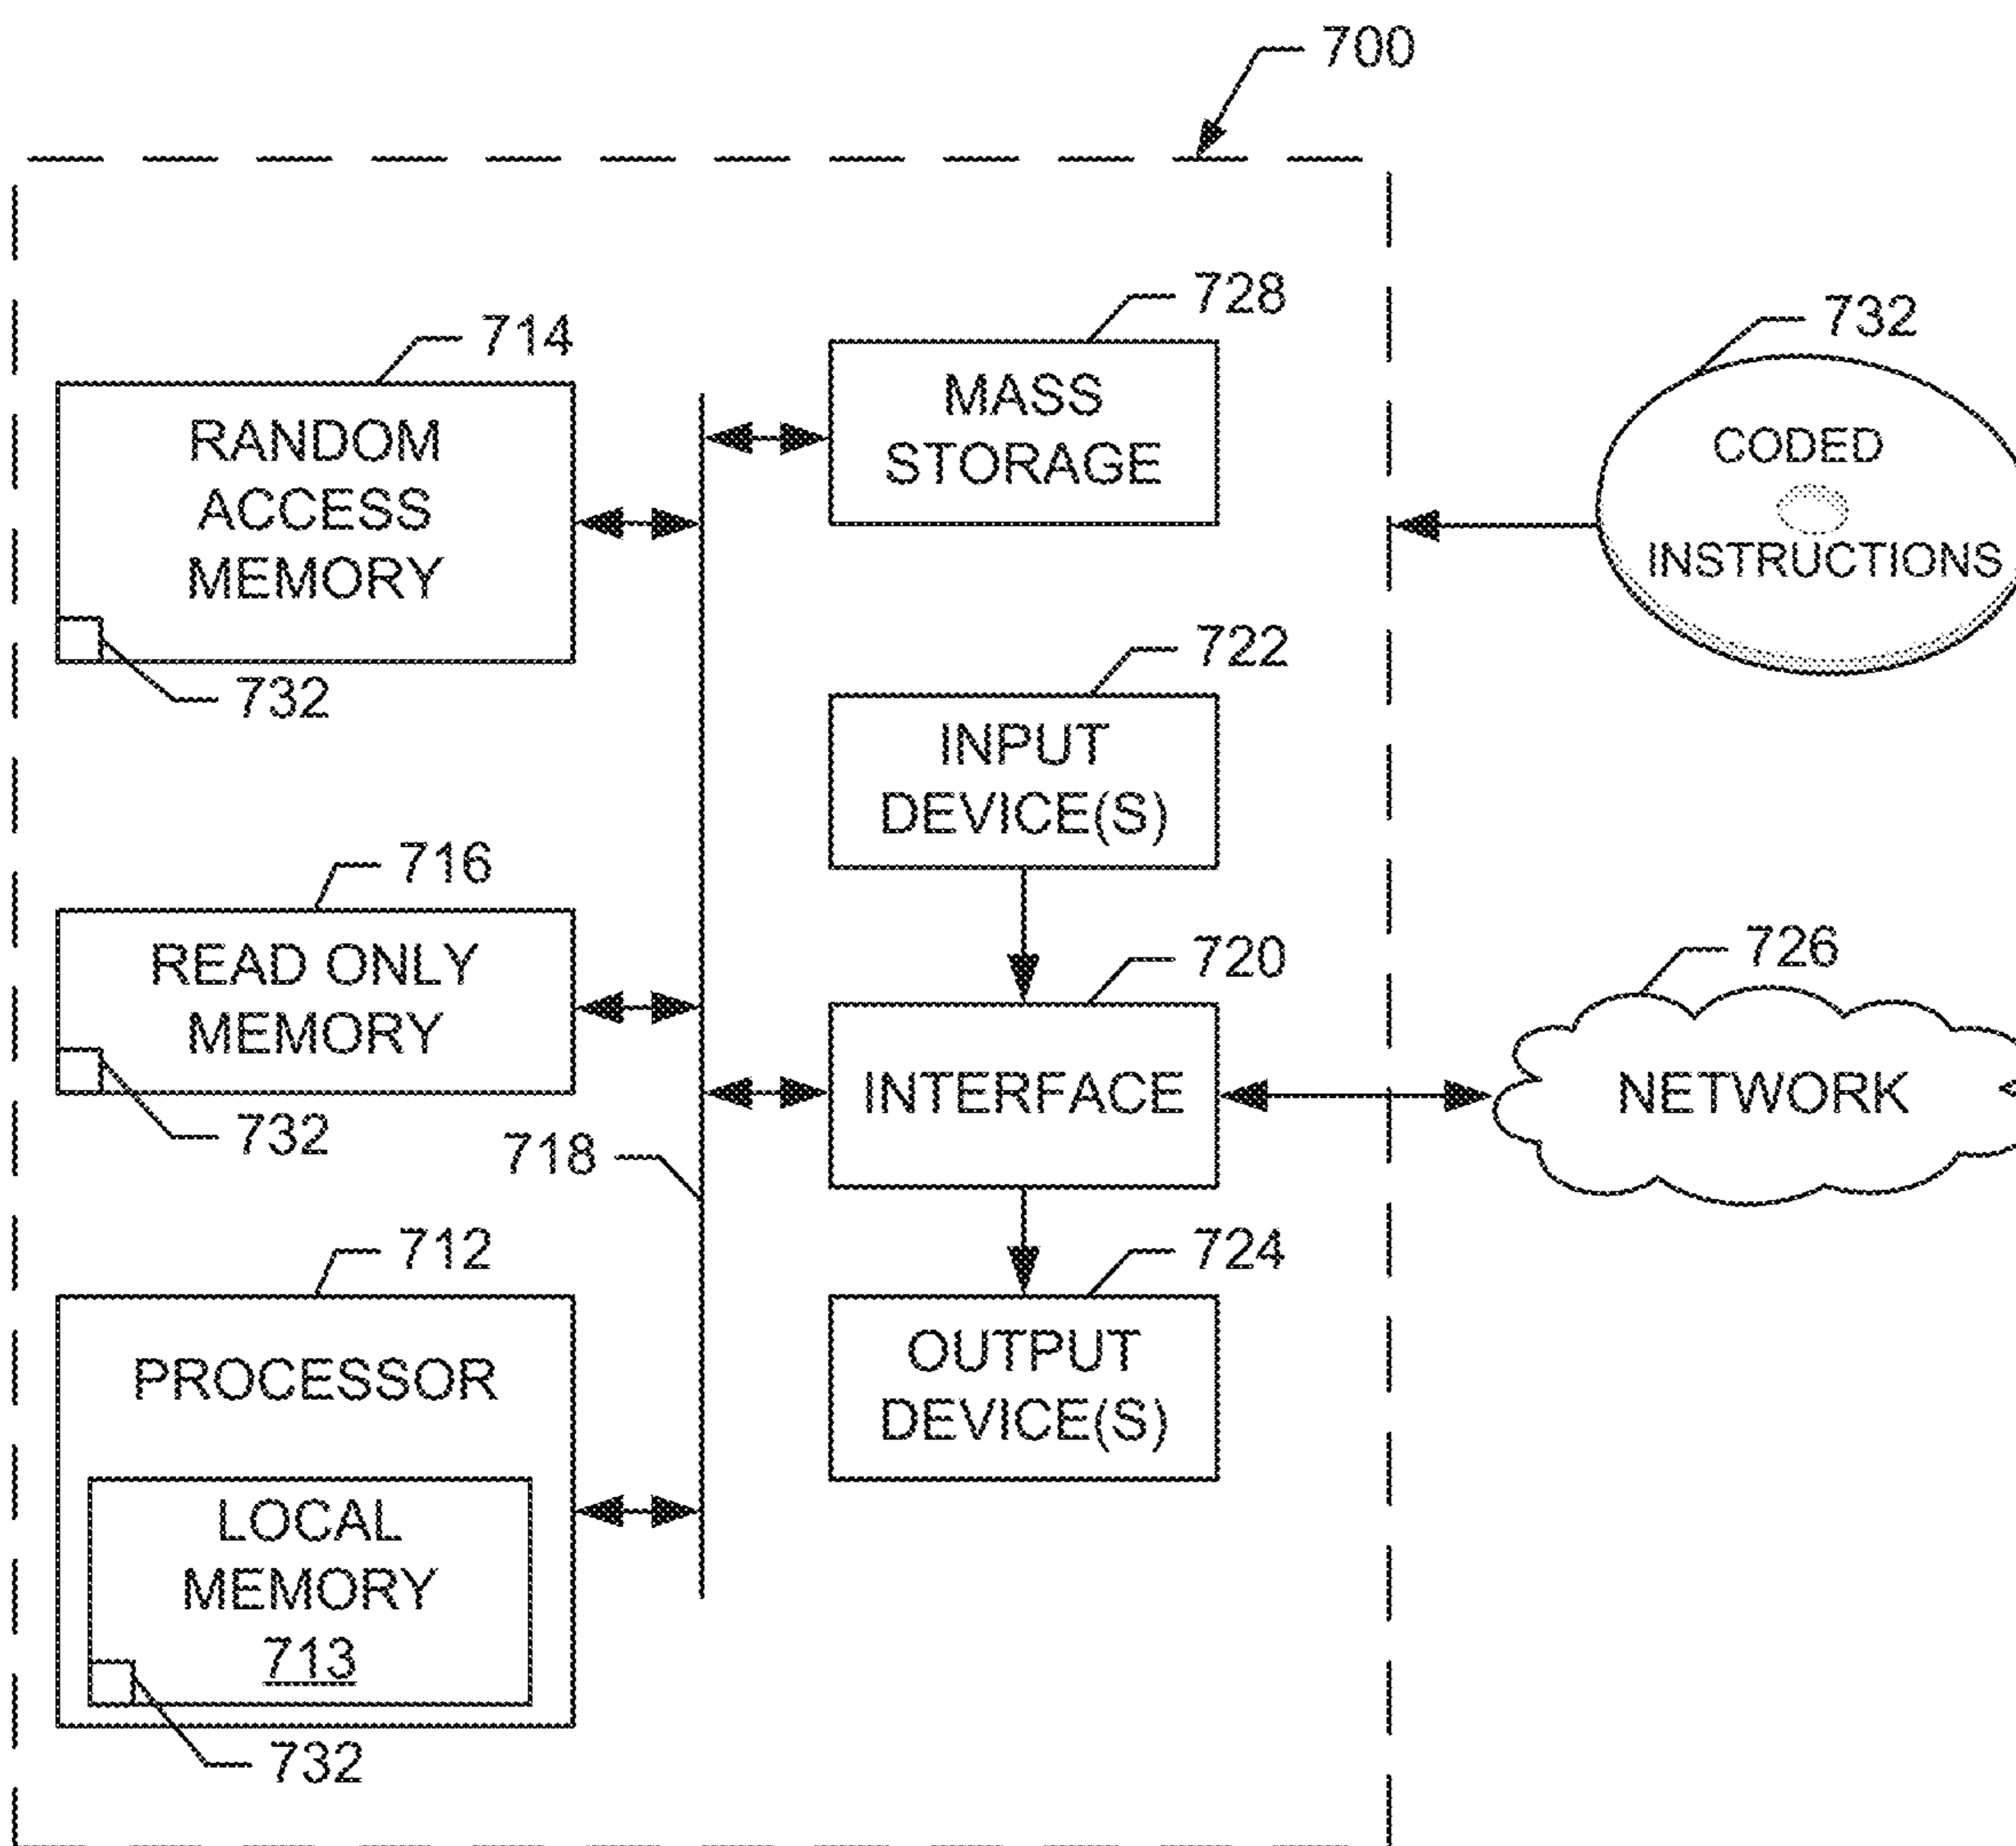 700
728
714
732
MASS
STORAGE
RANDOM
ACCESS
MEMORY
CODED
INSTRUCTIONS
732
722
INPUT
DEVICE(S)
716
READ ONLY
MEMORY
732
720
726
INTERFACE
NETWORK
718
712
724
PROCESSOR
OUTPUT
DEVICE(S)
LOCAL
MEMORY
713
732